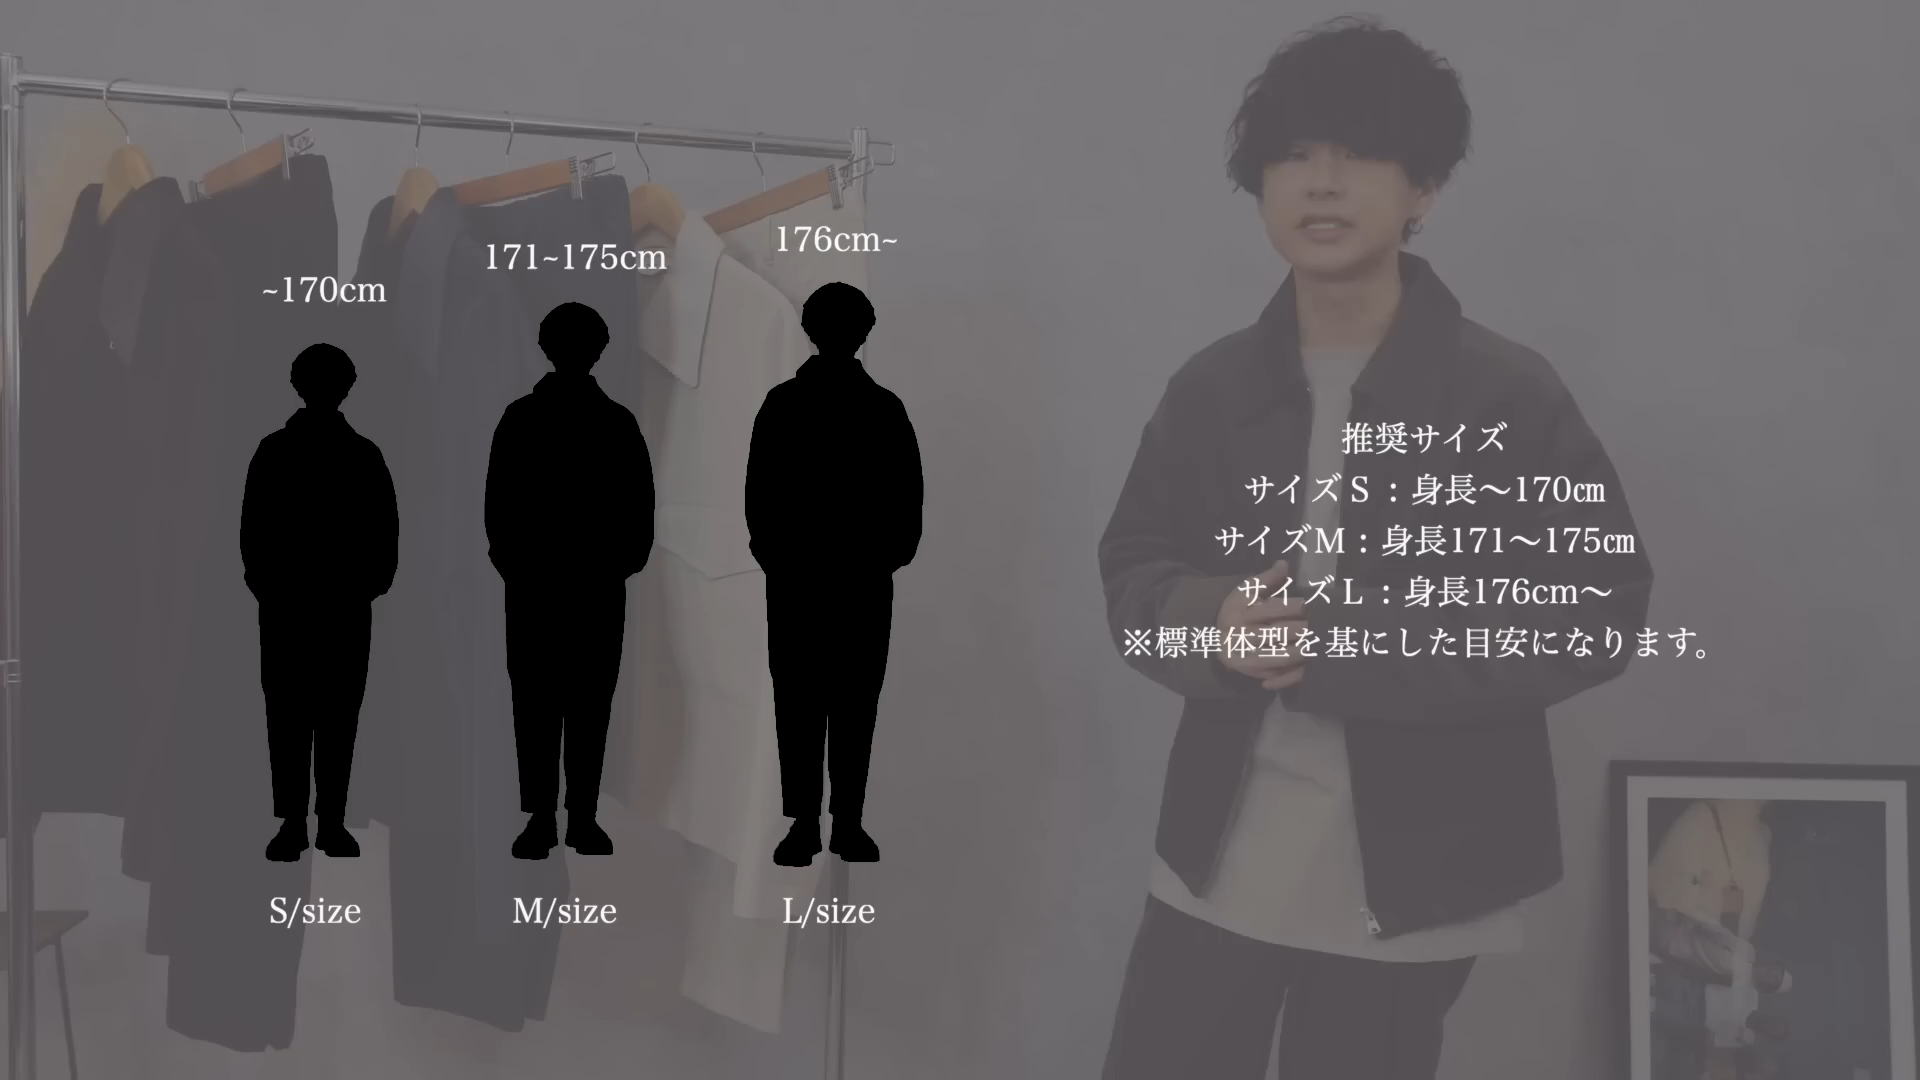 ~170cm
171~175cm
176cm~
S/size
M/size
L/size
推奨サイズ
サイズS：身長～170㎝
サイズM：身長171～175㎝
サイズL：身長176cm～
※標準体型を基にした目安になります。